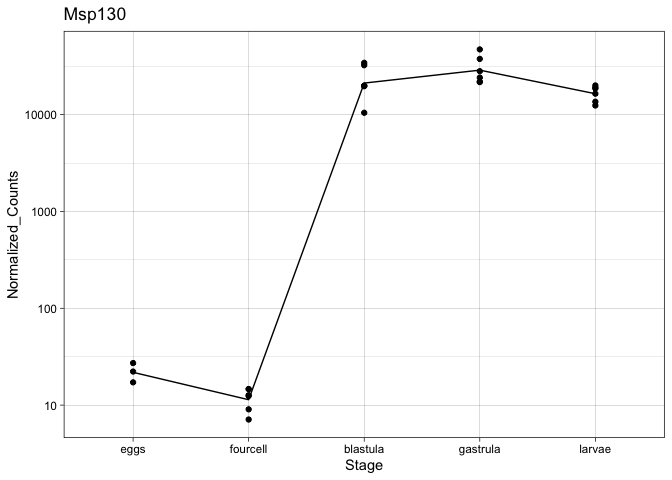 Msp130
Normalized_Counts
10000
1000
100
10
eggs fourcell blastula gastrula larvae
Stage